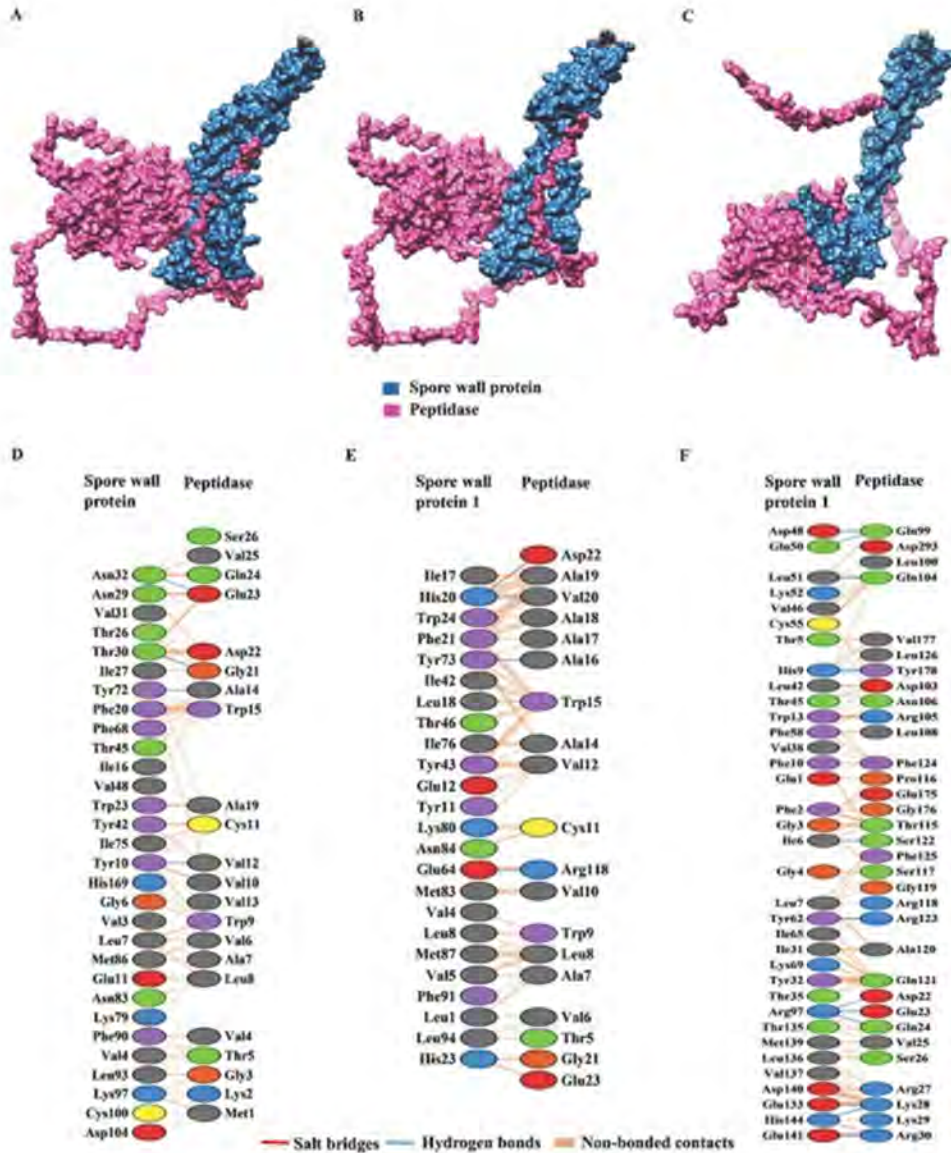 A
B
C
Spore wall protein
Peptidase
D
Spore wall
protein
Peptidase
Ser26
Val25
Asn32
Gln24
Asn29
Glu23
Val31
Thr26
Thr30
Asp22
Ile27
Gly21
Tyr72
Ala14
Phe20
Trp15
Phe68
Thr45
Ile16
Val48
Trp23
Ala19
Tyr42
Cys11
Ile75
Tyr10
Val12
His169
Val10
Gly6
Val13
Val3
Trp9
Leu7
Val6
Met86
Ala7
Glu11
Leu8
Asn83
Lys79
Phe90
Val4
Val4
Thr5
Leu93
Gly3
Lys97
Lys2
Cys100
Met1
Asp104
E
Spore wall
protein 1
Peptidase
Asp22
Ile17
Ala19
His20
Val20
Trp24
Ala18
Phe21
Ala17
Tyr73
Ala16
Ile42
Leu18
Trp15
Thr46
Ile76
Ala14
Tyr43
Val12
Glu12
Tyr11
Lys80
Cys11
Asn84
Glu64
Arg118
Met83
Val10
Val4
Leu8
Trp9
Met87
Leu8
Val5
Ala7
Phe91
Leu1
Val6
Leu94
Thr5
His23
Gly21
Glu23
F
Spore wall
protein 1
Peptidase
Asp48
Gln99
Asp293
Leu100
Leu51
Gln104
Lys52
Val46
Cys55
Thr5
Val177
Leu126
His9
Tyr178
Leu42
Asp103
Thr45
Asn106
Trp13
Arg105
Phe58
Leu108
Val38
Phe10
Phe124
Glu1
Pro116
Glu175
Phe2
Gly176
Gly3
Thr115
Ile6
Ser122
Phe125
Gly4
Ser117
Gly119
Leu7
Arg118
Tyr62
Arg123
Ile65
Ile31
Ala120
Lys69
Tyr32
Gln121
Thr35
Asp22
Arg97
Glu23
Thr135
Gln24
Met139
Val25
Leu136
Ser26
Val137
Asp140
Arg27
Glu133
Lys28
His144
Lys29
Glu141
Arg30
Salt bridges
Hydrogen bonds
Non-bonded contacts